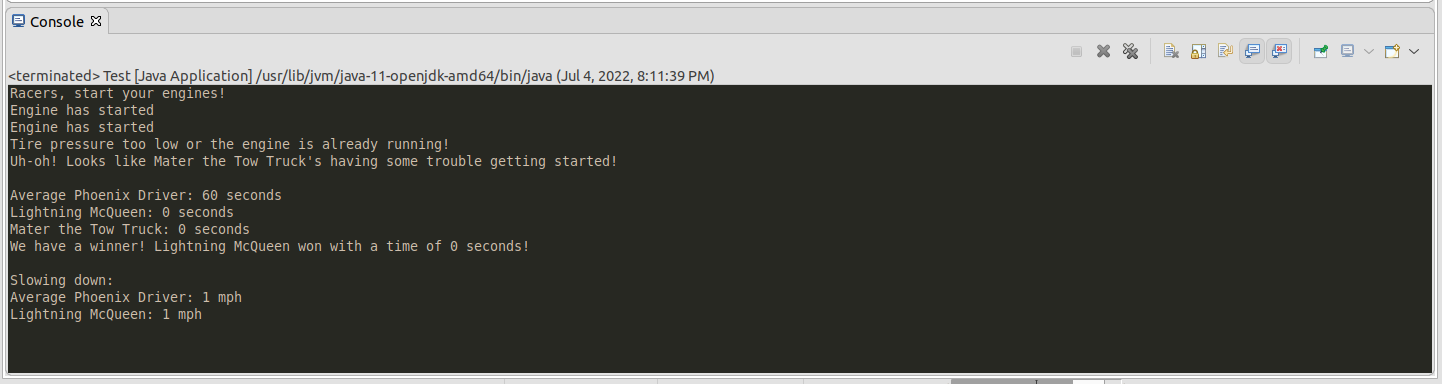 Console
<terminated> Test [Java Application] /usr/lib/jvm/java-11-openjdk-amd64/bin/java (Jul 4, 2022, 8:11:39 PM)
Racers, start your engines!
Engine has started
Engine has started
Tire pressure too low or the engine is already running!
Uh-oh! Looks like Mater the Tow Truck's having some trouble getting started!
Average Phoenix Driver: 60 seconds
Lightning McQueen: 0 seconds
Mater the Tow Truck: 0 seconds
We have a winner! Lightning McQueen won with a time of 0 seconds!
Slowing down:
Average Phoenix Driver: 1 mph
Lightning McQueen: 1 mph